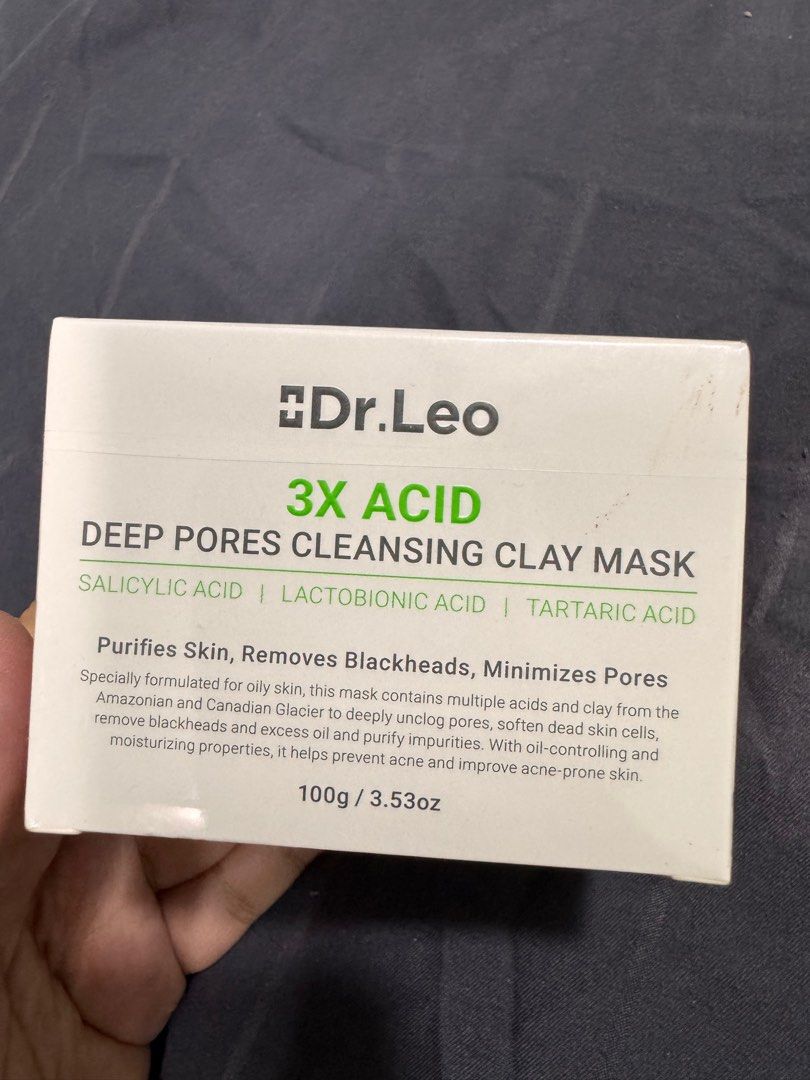 Dr.Leo
3X ACID
DEEP PORES CLEANSING CLAY MASK
SALICYLIC ACID | LACTOBIONIC ACID | TARTARIC ACID
Purifies Skin, Removes Blackheads, Minimizes Pores
Specially formulated for oily skin, this mask contains multiple acids and clay from the
Amazonian and Canadian Glacier to deeply unclog pores, soften dead skin cells,
remove blackheads and excess oil and purify impurities. With oil-controlling and
moisturizing properties, it helps prevent acne and improve acne-prone skin.
100g / 3.53oz